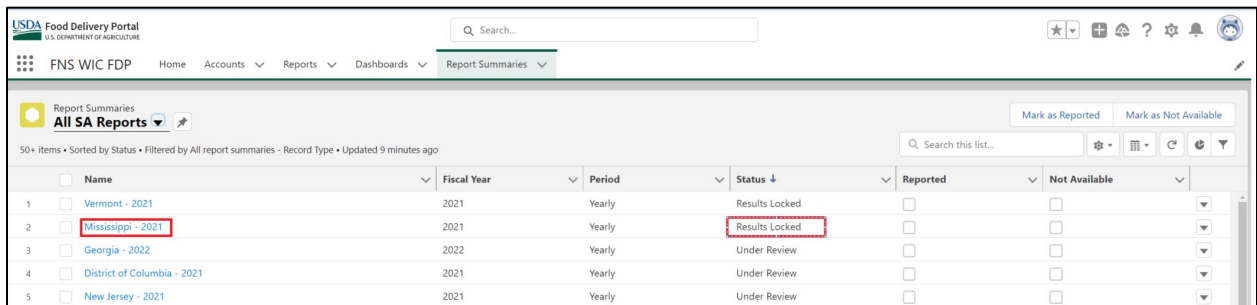 USDA Food Delivery Portal
U.S. DEPARTMENT OF AGRICULTURE
Search...
FNS WIC FDP Home Accounts Reports Dashboards Report Summaries
Report Summaries
All SA Reports
Mark as Reported Mark as Not Available
50+ items • Sorted by Status • Filtered by All report summaries - Record Type • Updated 9 minutes ago
Search this list...
Name Fiscal Year Period Status ↓ Reported Not Available
1 Vermont - 2021 2021 Yearly Results Locked
2 Mississippi - 2021 2021 Yearly Results Locked
3 Georgia - 2022 2022 Yearly Under Review
4 District of Columbia - 2021 2021 Yearly Under Review
5 New Jersey - 2021 2021 Yearly Under Review